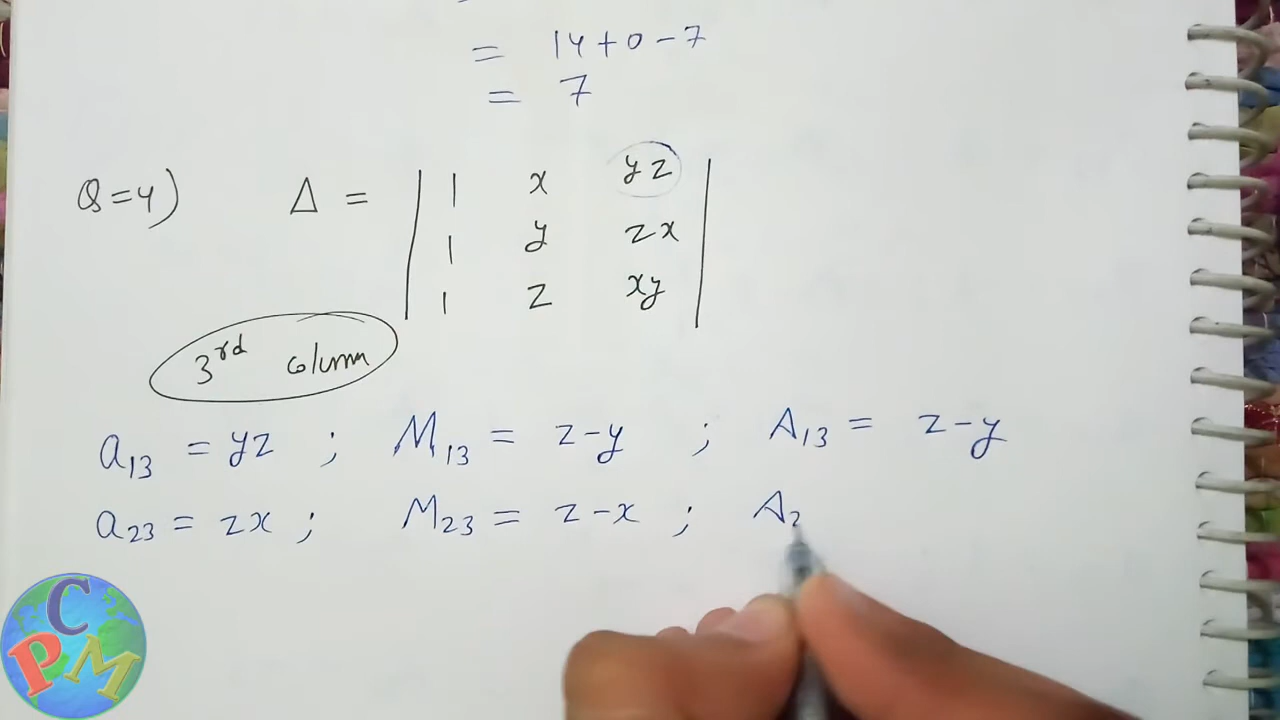 = 14+0-7
= 7
Q=4) Δ = | 1 x yz |
| 1 y zx |
| 1 z xy |
3rd column
a13 = yz ; M13 = z-y ; A13 = z-y
a23 = zx ; M23 = z-x ; A2
CPM